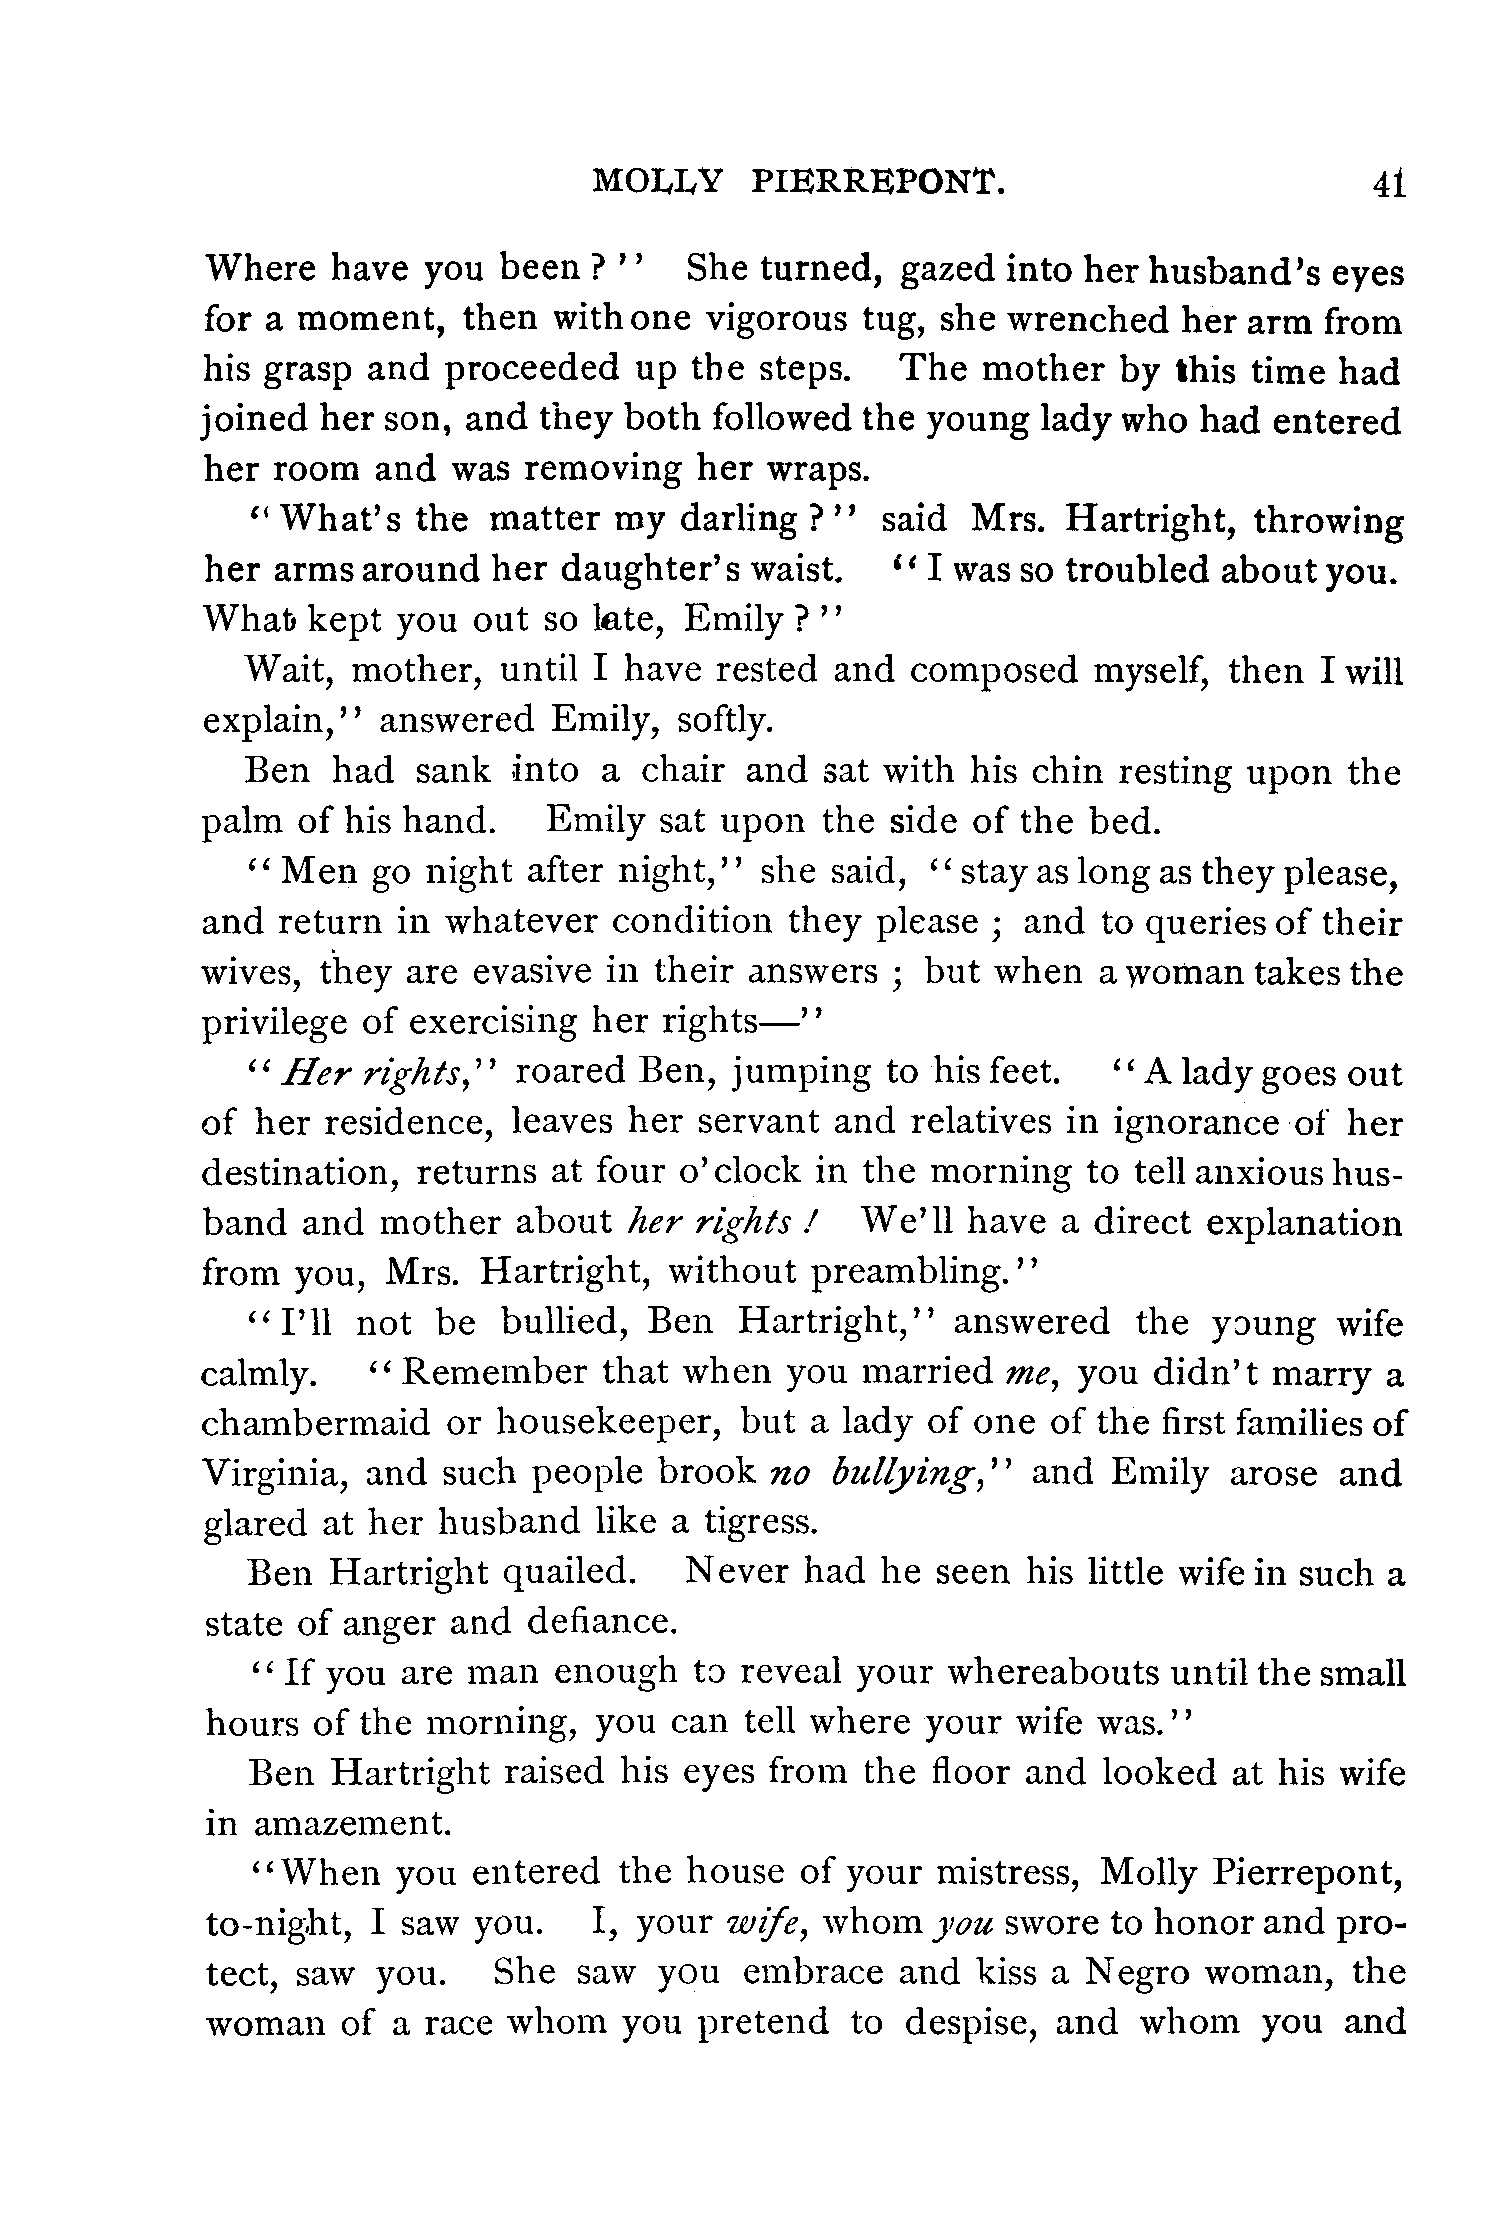 MOLLY PIERREPONT. 41
Where have you been ? '' She turned, gazed into her husband's eyes
for a moment, then with one vigorous tug, she wrenched her arm from
his grasp and proceeded up the steps. The mother by this time had
joined her son, and they both followed the young lady who had entered
her room and was removing her wraps.
“ What's the matter my darling ? ” said Mrs. Hartright, throwing
her arms around her daughter's waist. “ I was so troubled about you.
What kept you out so late, Emily ? ”
Wait, mother, until I have rested and composed myself, then I will
explain,” answered Emily, softly.
Ben had sank into a chair and sat with his chin resting upon the
palm of his hand. Emily sat upon the side of the bed.
“ Men go night after night,” she said, “ stay as long as they please,
and return in whatever condition they please ; and to queries of their
wives, they are evasive in their answers ; but when a woman takes the
privilege of exercising her rights—”
“ Her rights,” roared Ben, jumping to his feet. “ A lady goes out
of her residence, leaves her servant and relatives in ignorance of her
destination, returns at four o'clock in the morning to tell anxious hus-
band and mother about her rights ! We'll have a direct explanation
from you, Mrs. Hartright, without preambling.”
“ I'll not be bullied, Ben Hartright,” answered the young wife
calmly. “ Remember that when you married me, you didn't marry a
chambermaid or housekeeper, but a lady of one of the first families of
Virginia, and such people brook no bullying,” and Emily arose and
glared at her husband like a tigress.
Ben Hartright quailed. Never had he seen his little wife in such a
state of anger and defiance.
“ If you are man enough to reveal your whereabouts until the small
hours of the morning, you can tell where your wife was.”
Ben Hartright raised his eyes from the floor and looked at his wife
in amazement.
“When you entered the house of your mistress, Molly Pierrepont,
to-night, I saw you. I, your wife, whom you swore to honor and pro-
tect, saw you. She saw you embrace and kiss a Negro woman, the
woman of a race whom you pretend to despise, and whom you and